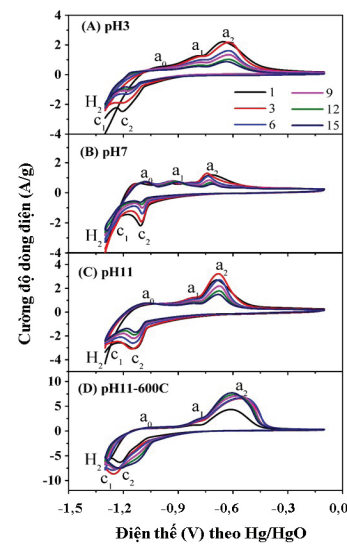 Cường độ dòng điện (A/g)
(A) pH3
4
2
0
-2
-4
H2
c1
c2
a0
a1
a2
1
3
6
9
12
15
(B) pH7
2
0
-2
-4
H2
c1
c2
a0
a1
a2
(C) pH11
4
2
0
-2
-4
H2
c1
c2
a0
a1
a2
(D) pH11-600C
10
5
0
-5
-10
H2
c1
c2
a0
a1
a2
-1,5 -1,2 -0,9 -0,6 -0,3 0,0
Điện thế (V) theo Hg/HgO